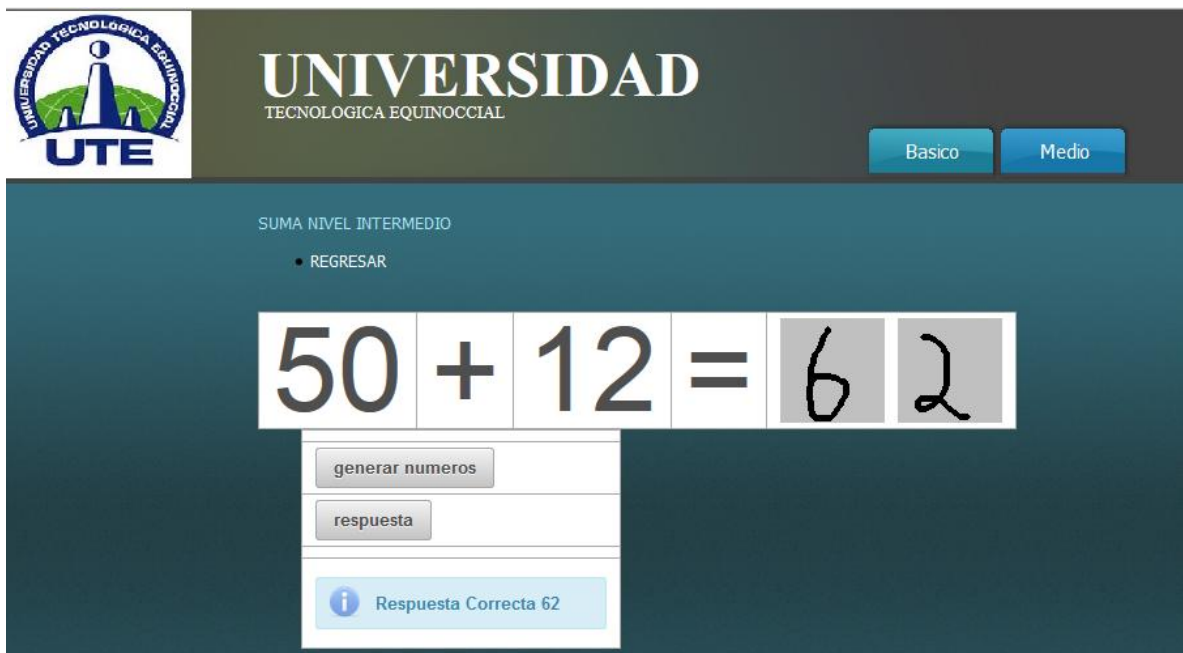 UNIVERSIDAD TECNOLÓGICA EQUINOCCIAL
UTE
UNIVERSIDAD
TECNOLOGICA EQUINOCCIAL
Basico Medio
SUMA NIVEL INTERMEDIO
• REGRESAR
50 + 12 = 6 2
generar numeros
respuesta
i Respuesta Correcta 62